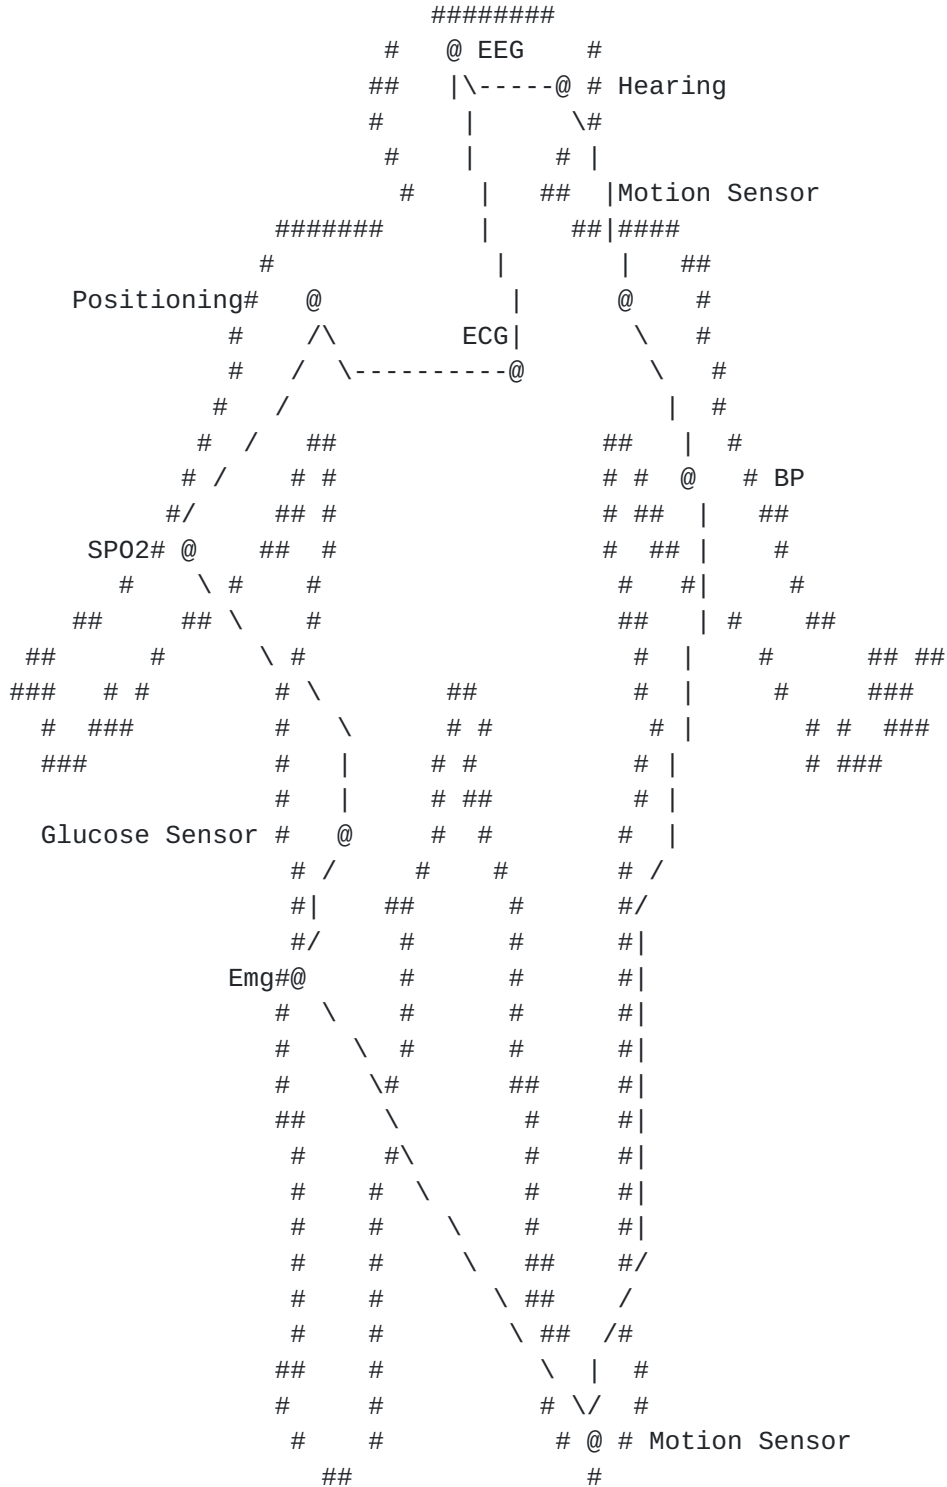 EEG
Hearing
Motion Sensor
Positioning
ECG
BP
SPO2
Glucose Sensor
Emg
Motion Sensor